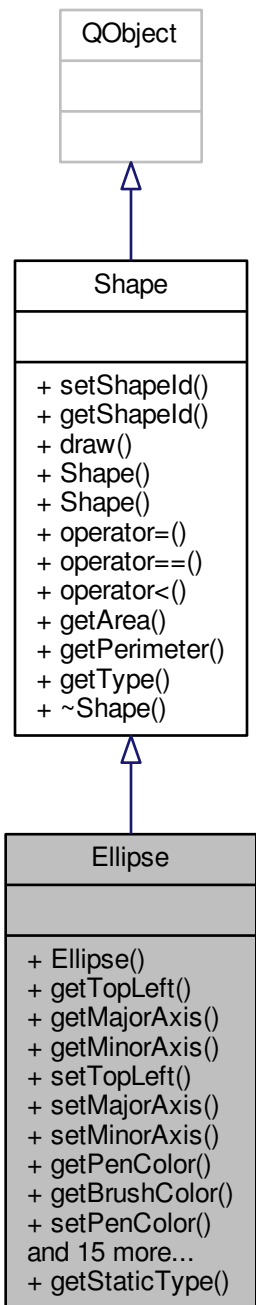 QObject
Shape
+ setShapeId()
+ getShapeId()
+ draw()
+ Shape()
+ Shape()
+ operator=()
+ operator==()
+ operator<()
+ getArea()
+ getPerimeter()
+ getType()
+ ~Shape()
Ellipse
+ Ellipse()
+ getTopLeft()
+ getMajorAxis()
+ getMinorAxis()
+ setTopLeft()
+ setMajorAxis()
+ setMinorAxis()
+ getPenColor()
+ getBrushColor()
+ setPenColor()
and 15 more...
+ getStaticType()